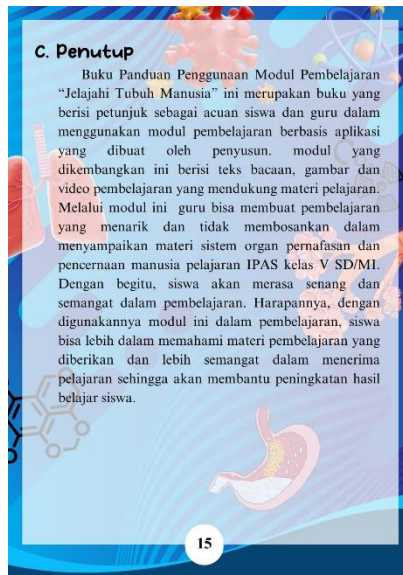 C. Penutup
Buku Panduan Penggunaan Modul Pembelajaran
“Jelajahi Tubuh Manusia” ini merupakan buku yang
berisi petunjuk sebagai acuan siswa dan guru dalam
menggunakan modul pembelajaran berbasis aplikasi
yang dibuat oleh penyusun. modul yang
dikembangkan ini berisi teks bacaan, gambar dan
video pembelajaran yang mendukung materi pelajaran.
Melalui modul ini guru bisa membuat pembelajaran
yang menarik dan tidak membosankan dalam
menyampaikan materi sistem organ pernafasan dan
pencernaan manusia pelajaran IPAS kelas V SD/MI.
Dengan begitu, siswa akan merasa senang dan
semangat dalam pembelajaran. Harapannya, dengan
digunakannya modul ini dalam pembelajaran, siswa
bisa lebih dalam memahami materi pembelajaran yang
diberikan dan lebih semangat dalam menerima
pelajaran sehingga akan membantu peningkatan hasil
belajar siswa.
15